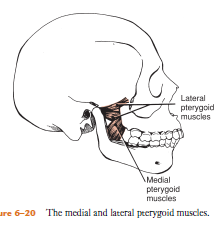 Lateral
pterygoid
muscles
Medial
pterygoid
muscles
ure 6–20 The medial and lateral pterygoid muscles.